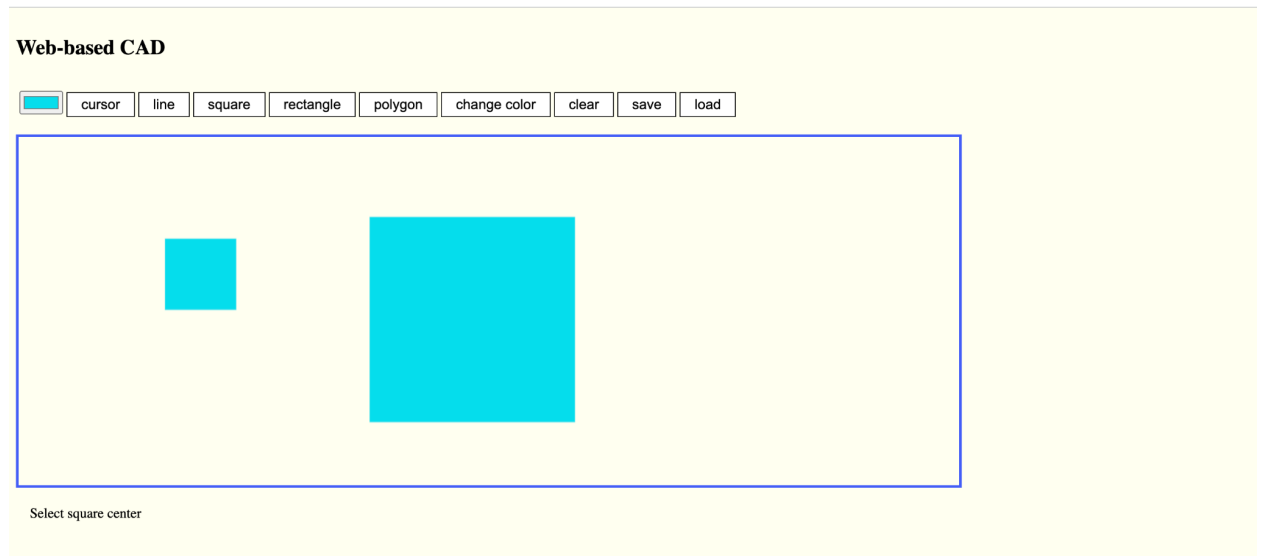 Web-based CAD
cursor line square rectangle polygon change color clear save load
Select square center